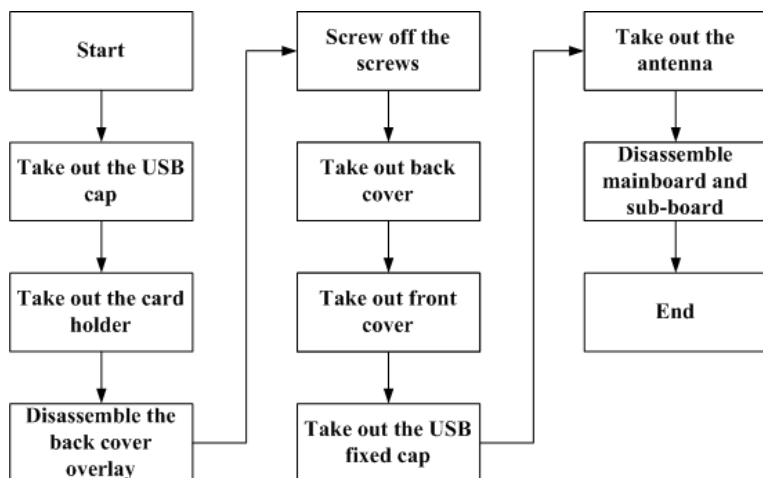 Start
Take out the USB
cap
Take out the card
holder
Disassemble the
back cover
overlay
Screw off the
screws
Take out back
cover
Take out front
cover
Take out the USB
fixed cap
Take out the
antenna
Disassemble
mainboard and
sub-board
End